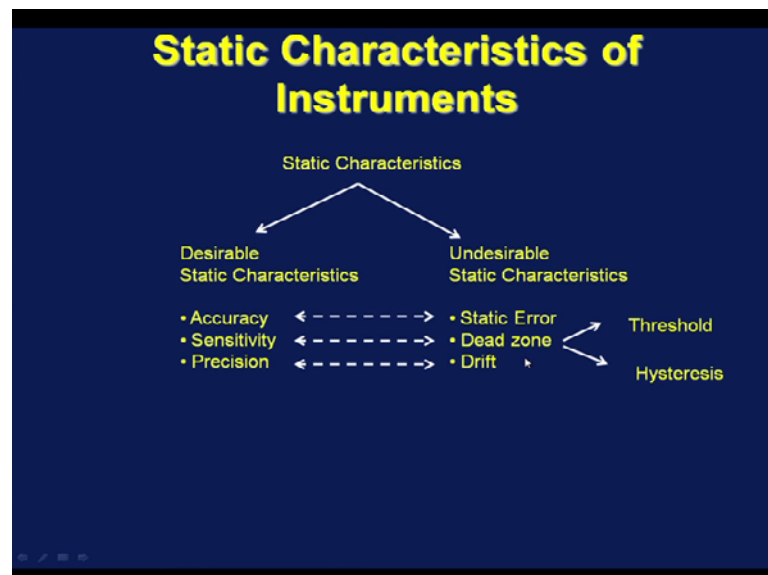 Static Characteristics of
Instruments
Static Characteristics
Desirable
Static Characteristics
Undesirable
Static Characteristics
• Accuracy
• Sensitivity
• Precision
• Static Error
• Dead zone
• Drift
Threshold
Hysteresis